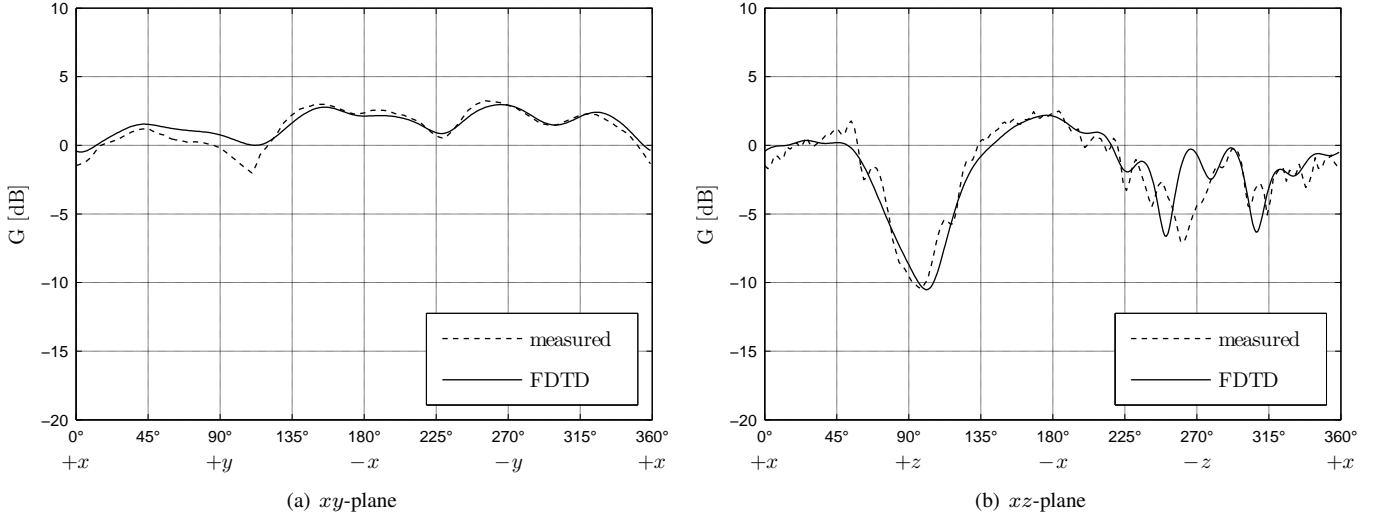 10
5
0
−5
−10
−15
−20
G [dB]
measured
FDTD
0° 45° 90° 135° 180° 225° 270° 315° 360°
+x +y −x −y +x
(a) xy-plane
10
5
0
−5
−10
−15
−20
G [dB]
measured
FDTD
0° 45° 90° 135° 180° 225° 270° 315° 360°
+x +z −x −z +x
(b) xz-plane